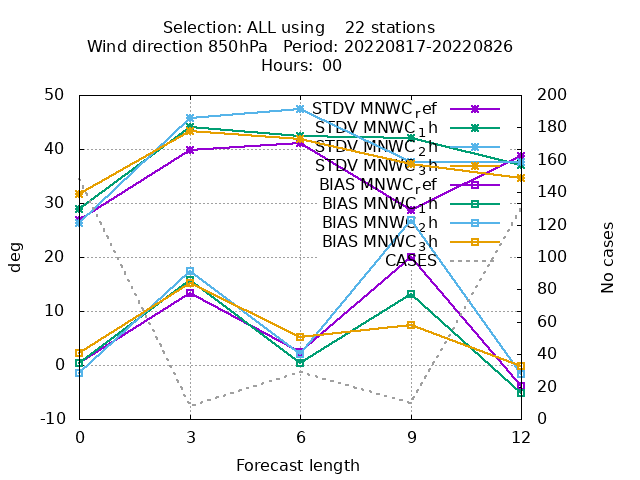 Selection: ALL using 22 stations
Wind direction 850hPa Period: 20220817-20220826
Hours: 00
50
40
30
20
10
0
-10
200
180
160
140
120
100
80
60
40
20
0
STDV MNWC_ref
STDV MNWC_1h
STDV MNWC_2h
STDV MNWC_3h
BIAS MNWC_ref
BIAS MNWC_1h
BIAS MNWC_2h
BIAS MNWC_3h
CASES
deg
No cases
0 3 6 9 12
Forecast length